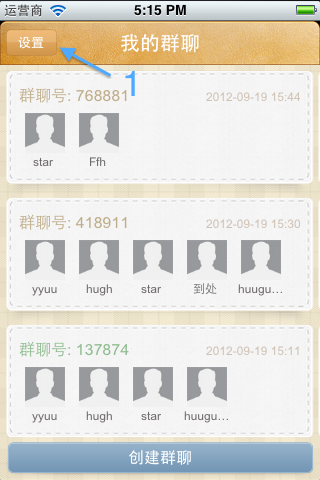 运营商 5:15 PM
设置 我的群聊
1
群聊号: 768881 2012-09-19 15:44
star Ffh
群聊号: 418911 2012-09-19 15:30
yyuu hugh star 到处 huugu...
群聊号: 137874 2012-09-19 15:11
yyuu hugh star huugu...
创建群聊